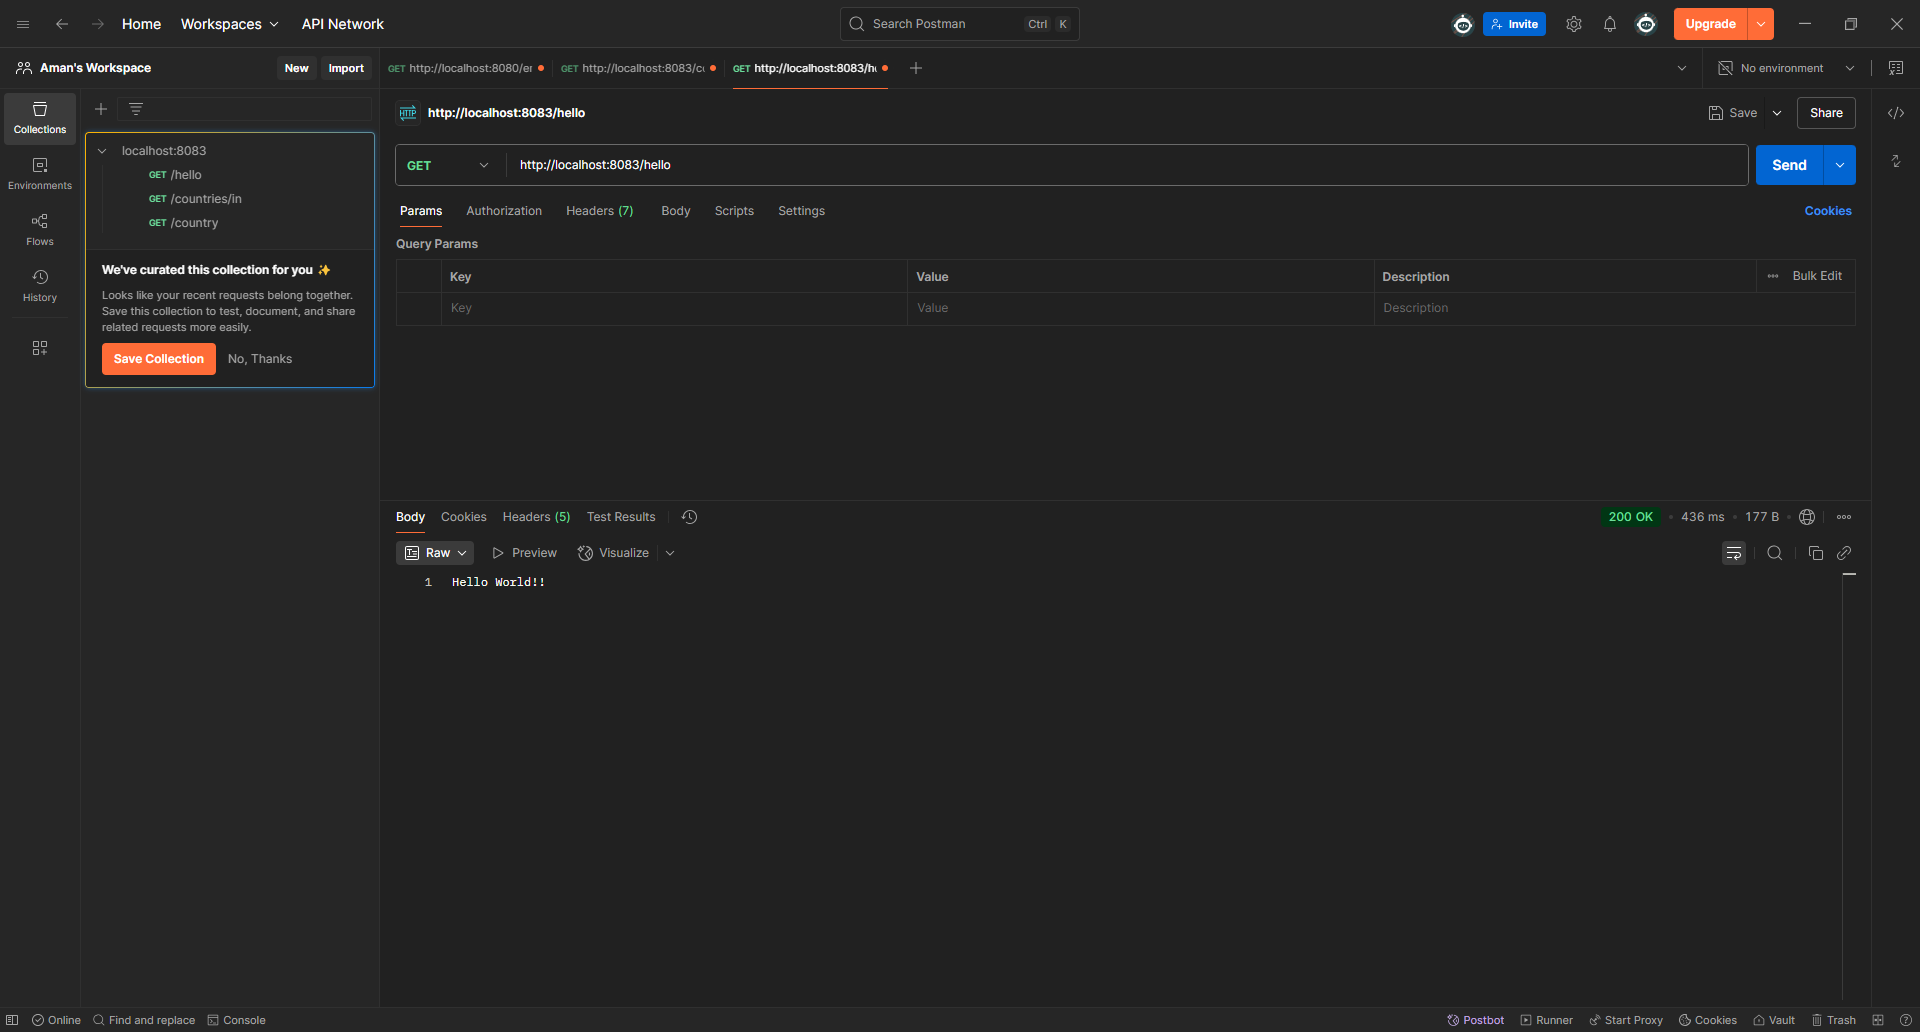 Home Workspaces API Network Search Postman Ctrl K Invite Upgrade
Aman's Workspace New Import GET http://localhost:8080/ GET http://localhost:8083/ GET http://localhost:8083/ No environment
Collections
Environments
Flows
History
localhost:8083
GET /hello
GET /countries/in
GET /country
We've curated this collection for you ✨
Looks like your recent requests belong together.
Save this collection to test, document, and share
related requests more easily.
Save Collection No, Thanks
HTTP http://localhost:8083/hello Save Share
GET http://localhost:8083/hello Send
Params Authorization Headers (7) Body Scripts Settings Cookies
Query Params
Key Value Description Bulk Edit
Key Value Description
Body Cookies Headers (5) Test Results 200 OK 436 ms 177 B
Raw Preview Visualize
1 Hello World!!
Online Find and replace Console Postbot Runner Start Proxy Cookies Vault Trash